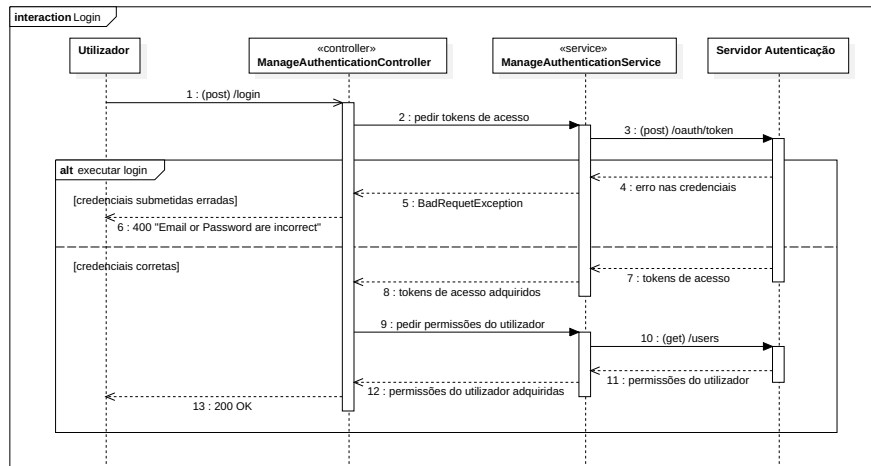 interaction Login
Utilizador
«controller»
ManageAuthenticationController
«service»
ManageAuthenticationService
Servidor Autenticação
1 : (post) /login
2 : pedir tokens de acesso
3 : (post) /oauth/token
alt executar login
4 : erro nas credenciais
[credenciais submetidas erradas]
5 : BadRequetException
6 : 400 "Email or Password are incorrect"
[credenciais corretas]
7 : tokens de acesso
8 : tokens de acesso adquiridos
9 : pedir permissões do utilizador
10 : (get) /users
11 : permissões do utilizador
12 : permissões do utilizador adquiridas
13 : 200 OK